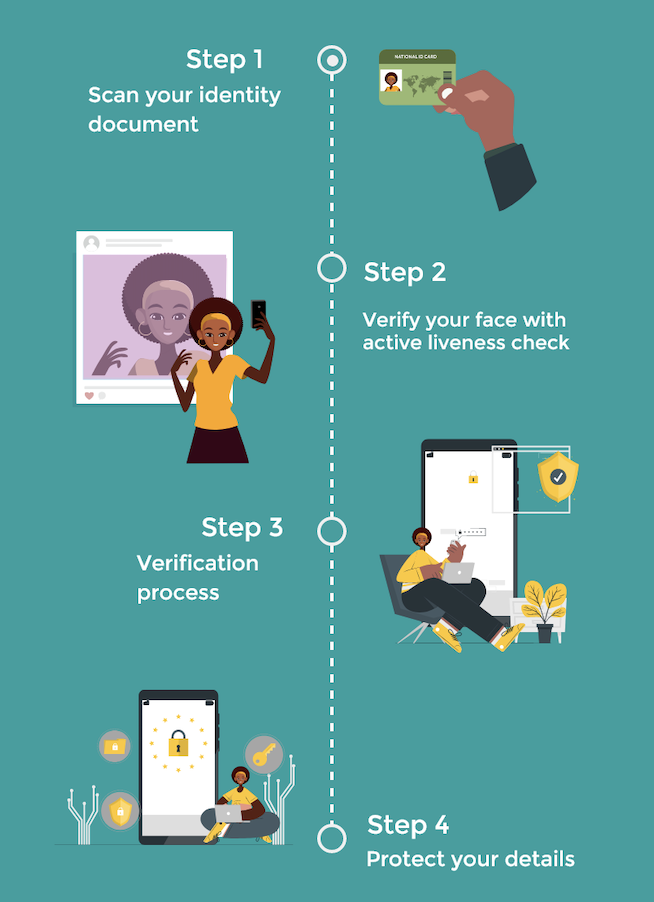 Step 1
Scan your identity
document
NATIONAL ID CARD
Step 2
Verify your face with
active liveness check
Step 3
Verification
process
Step 4
Protect your details